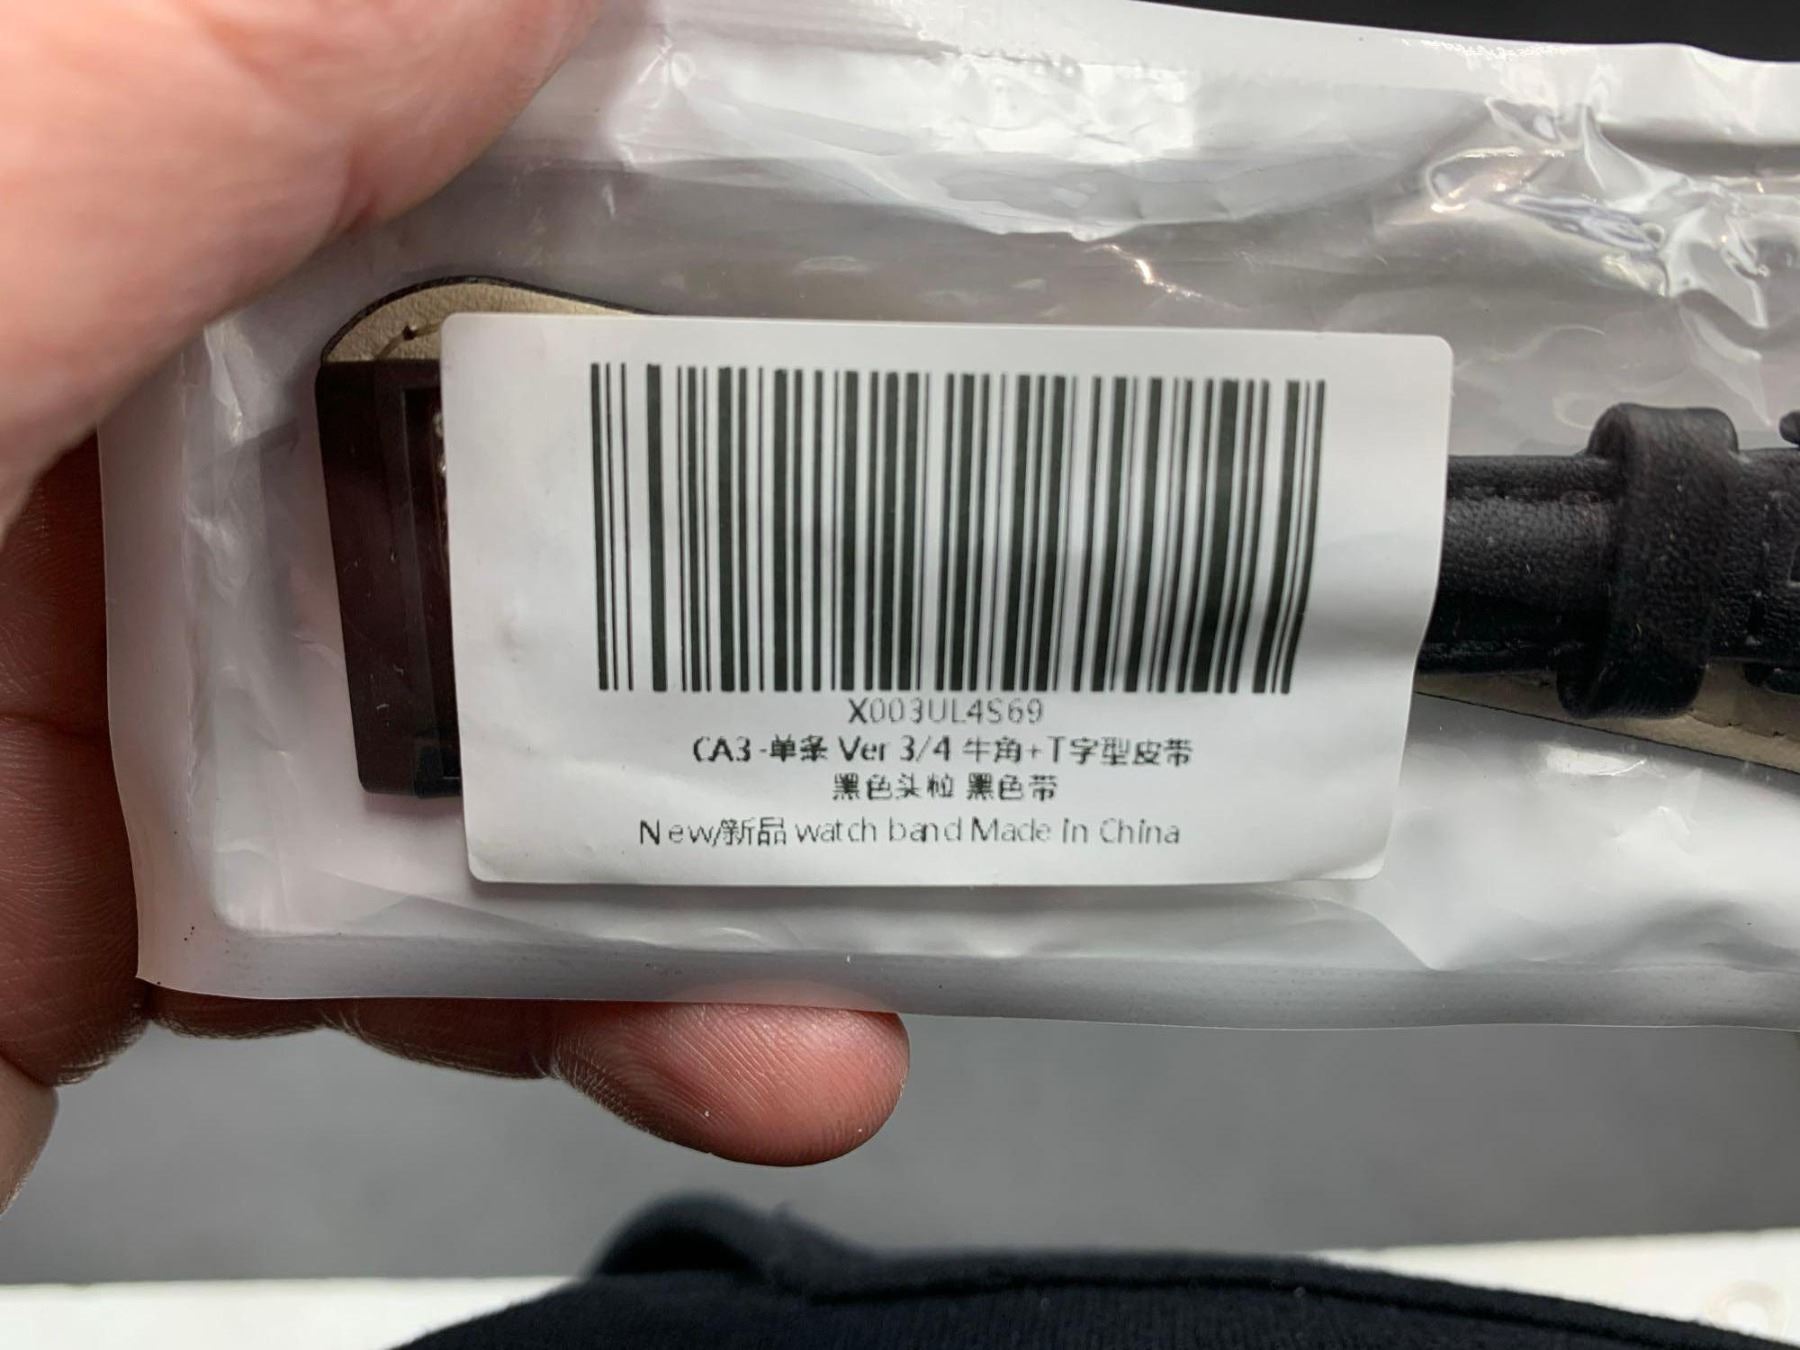 X003UL4S69
CA3-单条 Ver 3/4 牛角+T字型皮带
黑色头粒 黑色带
New/新品 watch band Made in China